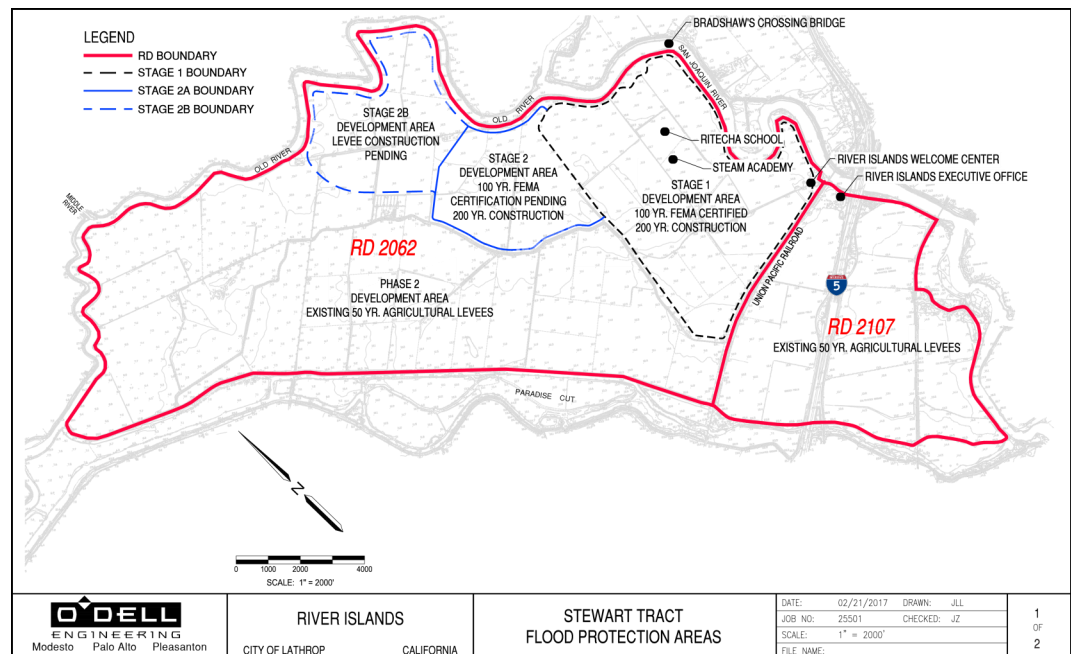 LEGEND
RD BOUNDARY
STAGE 1 BOUNDARY
STAGE 2A BOUNDARY
STAGE 2B BOUNDARY
BRADSHAW'S CROSSING BRIDGE
SAN JOAQUIN RIVER
OLD RIVER
OLD RIVER
MIDDLE
RIVER
STAGE 2B
DEVELOPMENT AREA
LEVEE CONSTRUCTION
PENDING
STAGE 2
DEVELOPMENT AREA
100 YR. FEMA
CERTIFICATION PENDING
200 YR. CONSTRUCTION
RITECHA SCHOOL
STEAM ACADEMY
STAGE 1
DEVELOPMENT AREA
100 YR. FEMA CERTIFIED
200 YR. CONSTRUCTION
RIVER ISLANDS WELCOME CENTER
RIVER ISLANDS EXECUTIVE OFFICE
UNION PACIFIC RAILROAD
RD 2062
PHASE 2
DEVELOPMENT AREA
EXISTING 50 YR. AGRICULTURAL LEVEES
5
RD 2107
EXISTING 50 YR. AGRICULTURAL LEVEES
PARADISE CUT
N
0 1000 2000 4000
SCALE: 1" = 2000'
O'DELL
ENGINEERING
Modesto Palo Alto Pleasanton
RIVER ISLANDS
CITY OF LATHROP CALIFORNIA
STEWART TRACT
FLOOD PROTECTION AREAS
DATE: 02/21/2017 DRAWN: JLL
JOB NO: 25501 CHECKED: JZ
SCALE: 1" = 2000'
FILE NAME:
1
OF
2